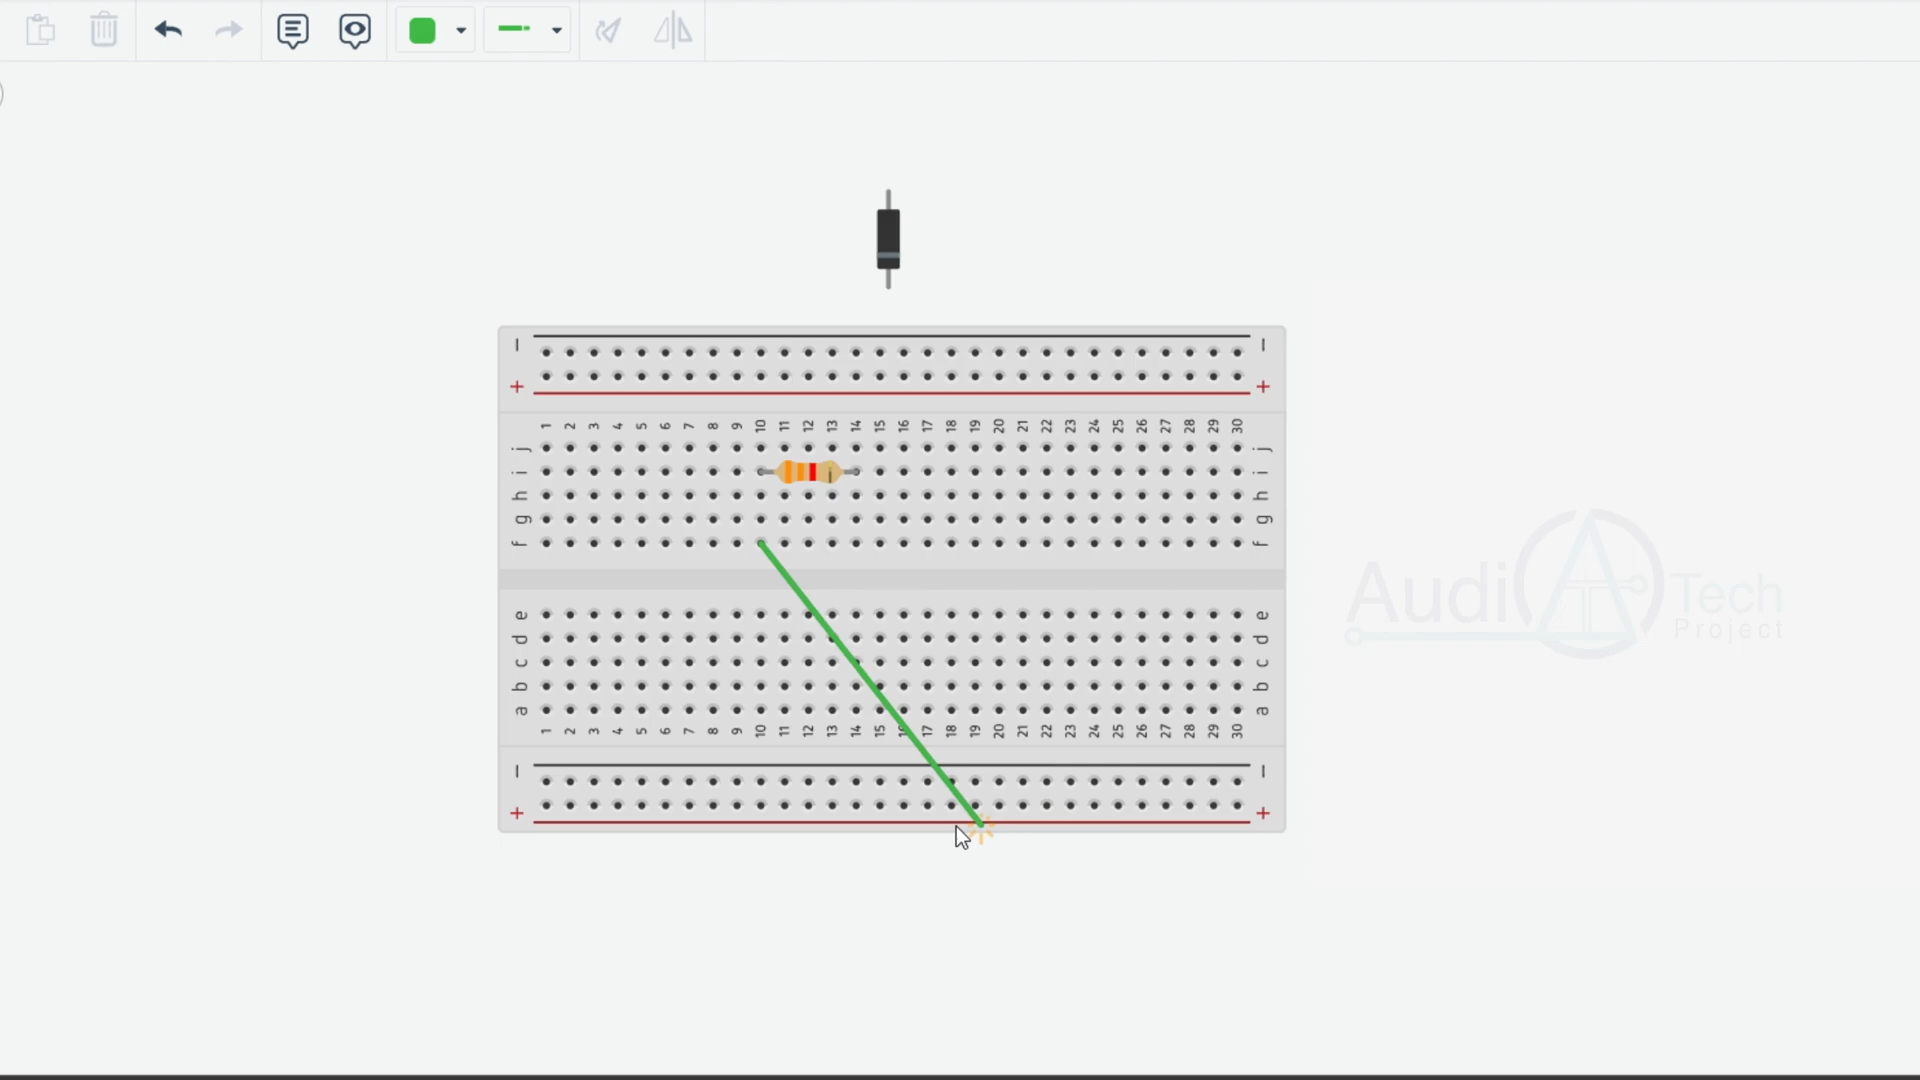 − −
+ +
1 2 3 4 5 6 7 8 9 10 11 12 13 14 15 16 17 18 19 20 21 22 23 24 25 26 27 28 29 30
j j
i i
h h
g g
f f
e e
d d
c c
b b
a a
1 2 3 4 5 6 7 8 9 10 11 12 13 14 15 16 17 18 19 20 21 22 23 24 25 26 27 28 29 30
− −
+ +
Audi Tech
Project